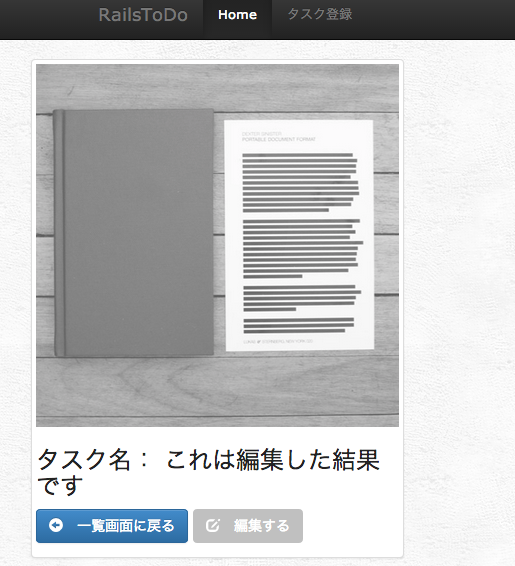 RailsToDo
Home
タスク登録
PORTABLE DOCUMENT FORMAT
タスク名： これは編集した結果
です
一覧画面に戻る
編集する